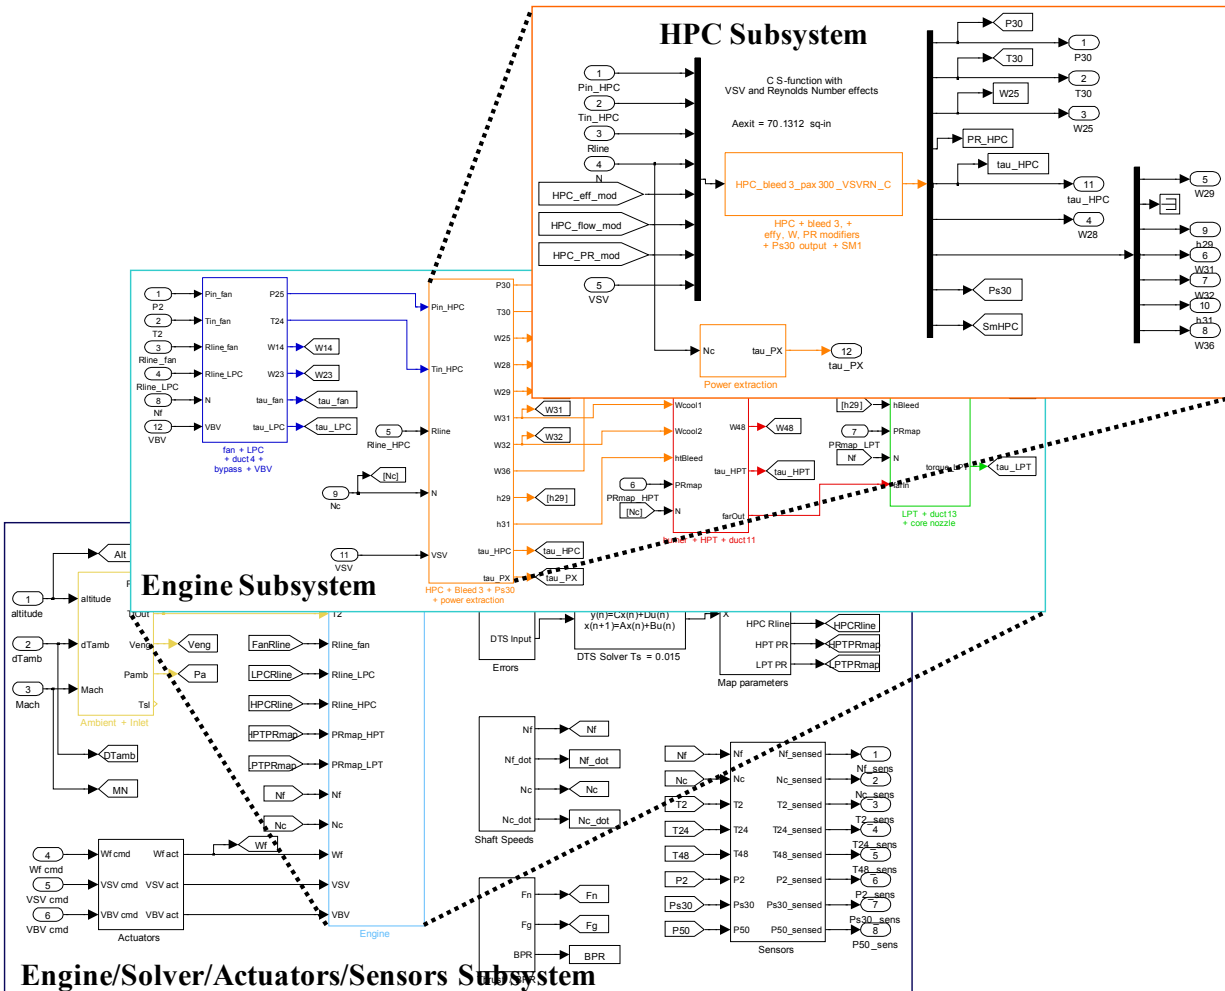 HPC Subsystem
1
Pin_HPC
2
Tin_HPC
3
Rline
4
N
HPC_eff_mod
HPC_flow_mod
HPC_PR_mod
5
VSV
C S-function with
VSV and Reynolds Number effects
Aexit = 70.1312 sq-in
HPC_bleed 3_pax 300 _VSVRN_C
HPC + bleed 3, +
effy, W, PR modifiers
+ Ps30 output + SM1
Nc
tau_PX
Power extraction
12
tau_PX
P30
1
P30
T30
2
T30
W25
3
W25
PR_HPC
tau_HPC
11
tau_HPC
4
W28
Ps30
SmHPC
5
W29
9
h29
6
W31
7
W32
10
h31
8
W36
Engine Subsystem
1
P2
2
T2
3
Rline_fan
4
Rline_LPC
8
Nf
12
VBV
Pin_fan
Tin_fan
Rline_fan
Rline_LPC
N
VBV
P25
T24
W14
W23
tau_fan
tau_LPC
fan + LPC
+ duct4 +
bypass + VBV
W14
W23
tau_fan
tau_LPC
5
Rline_HPC
[Nc]
9
Nc
11
VSV
Pin_HPC
Tin_HPC
Rline
N
VSV
P30
T30
W25
W28
W29
W31
W32
W36
h29
h31
tau_HPC
tau_PX
HPC + Bleed 3 + Ps30
+ power extraction
W31
W32
[h29]
tau_HPC
tau_PX
6
PRmap_HPT
[Nc]
Wcool1
Wcool2
htBleed
PRmap
N
W48
tau_HPT
farOut
burner + HPT + duct11
W48
tau_HPT
[h29]
7
PRmap_LPT
Nf
hBleed
PRmap
N
farIn
torque_LPT
LPT + duct13
+ core nozzle
tau_LPT
Engine/Solver/Actuators/Sensors Subsystem
1
altitude
2
dTamb
3
Mach
Alt
altitude
dTamb
Mach
Veng
Pamb
Tsl
Ambient + Inlet
Veng
Pa
DTamb
MN
4
Wf cmd
5
VSV cmd
6
VBV cmd
Wf cmd
VSV cmd
VBV cmd
Wf act
VSV act
VBV act
Actuators
Wf
FanRline
LPCRline
HPCRline
HPTPRmap
LPTPRmap
Nf
Nc
T2
Rline_fan
Rline_LPC
Rline_HPC
PRmap_HPT
PRmap_LPT
Nf
Nc
Wf
VSV
VBV
Engine
DTS Input
Errors
y(n)=Cx(n)+Du(n)
x(n+1)=Ax(n)+Bu(n)
DTS Solver Ts = 0.015
X
HPC Rline
HPT PR
LPT PR
Map parameters
HPCRline
HPTPRmap
LPTPRmap
Nf
Nf_dot
Nc
Nc_dot
Shaft Speeds
Nf
Nf_dot
Nc
Nc_dot
Fn
Fg
BPR
Fn
Fg
BPR
Nf
Nc
T2
T24
T48
P2
Ps30
P50
Nf
Nc
T2
T24
T48
P2
Ps30
P50
Nf_sensed
Nc_sensed
T2_sensed
T24_sensed
T48_sensed
P2_sensed
Ps30_sensed
P50_sensed
Sensors
1
Nf_sens
2
Nc_sens
3
T2_sens
4
T24_sens
5
T48_sens
6
P2_sens
7
Ps30_sens
8
P50_sens